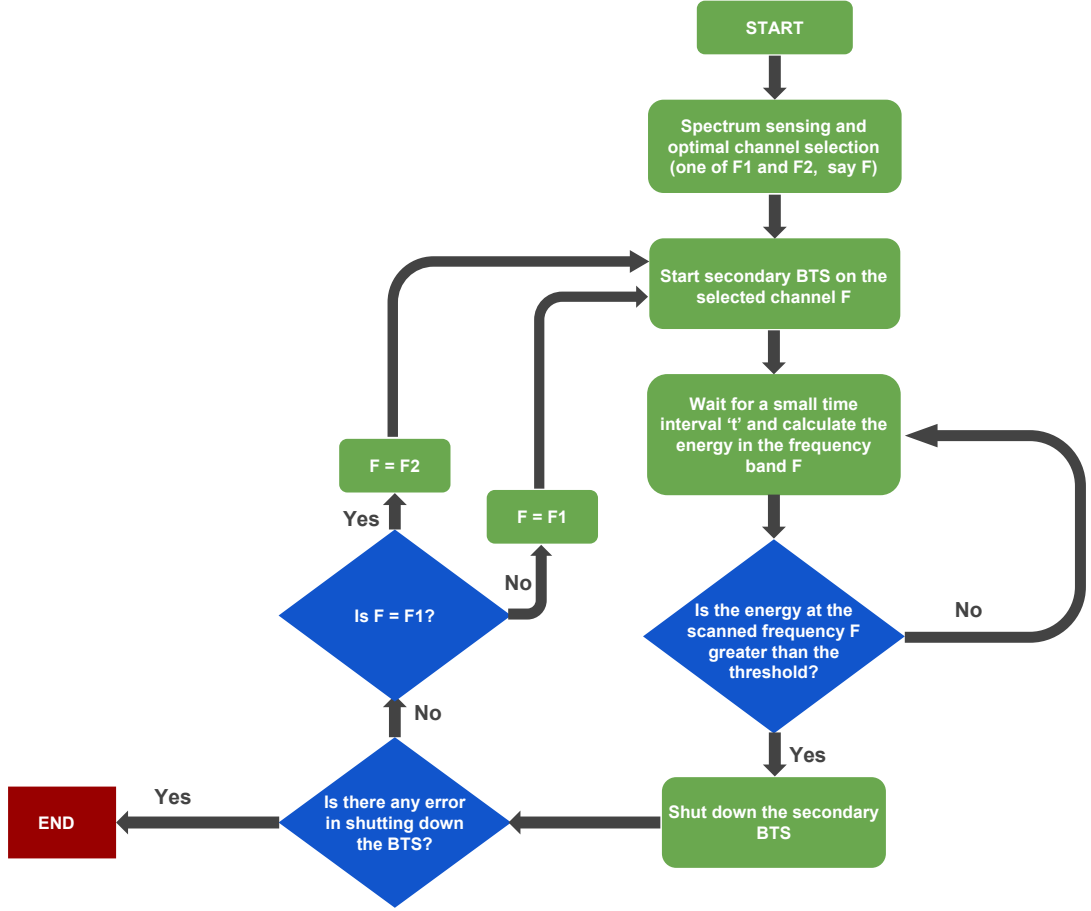 START
Spectrum sensing and
optimal channel selection
(one of F1 and F2, say F)
Start secondary BTS on the
selected channel F
Wait for a small time
interval ‘t’ and calculate the
energy in the frequency
band F
F = F2
F = F1
Yes
No
Is F = F1?
Is the energy at the
scanned frequency F
greater than the
threshold?
No
No
Yes
Yes
END
Is there any error
in shutting down
the BTS?
Shut down the secondary
BTS